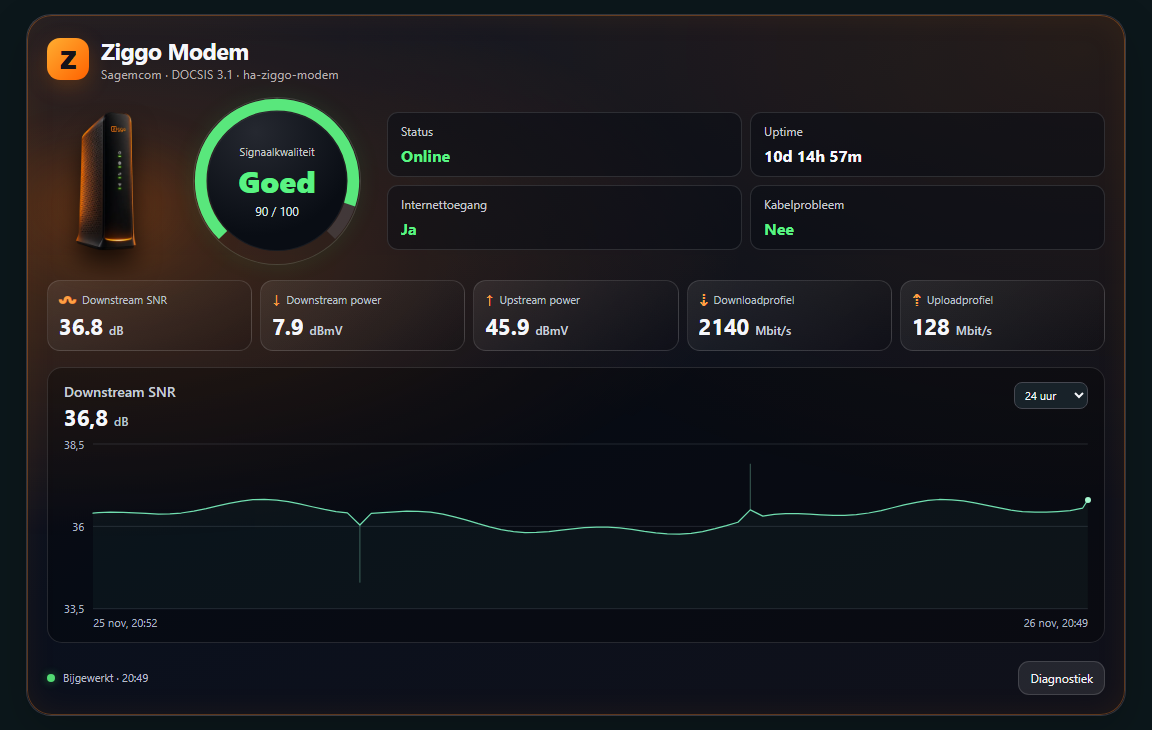 Z
Ziggo Modem
Sagemcom · DOCSIS 3.1 · ha-ziggo-modem
Signaalkwaliteit
Goed
90 / 100
Status
Online
Uptime
10d 14h 57m
Internettoegang
Ja
Kabelprobleem
Nee
Downstream SNR
36.8 dB
Downstream power
7.9 dBmV
Upstream power
45.9 dBmV
Downloadprofiel
2140 Mbit/s
Uploadprofiel
128 Mbit/s
Downstream SNR
36,8 dB
24 uur
38,5
36
33,5
25 nov, 20:52
26 nov, 20:49
Bijgewerkt · 20:49
Diagnostiek